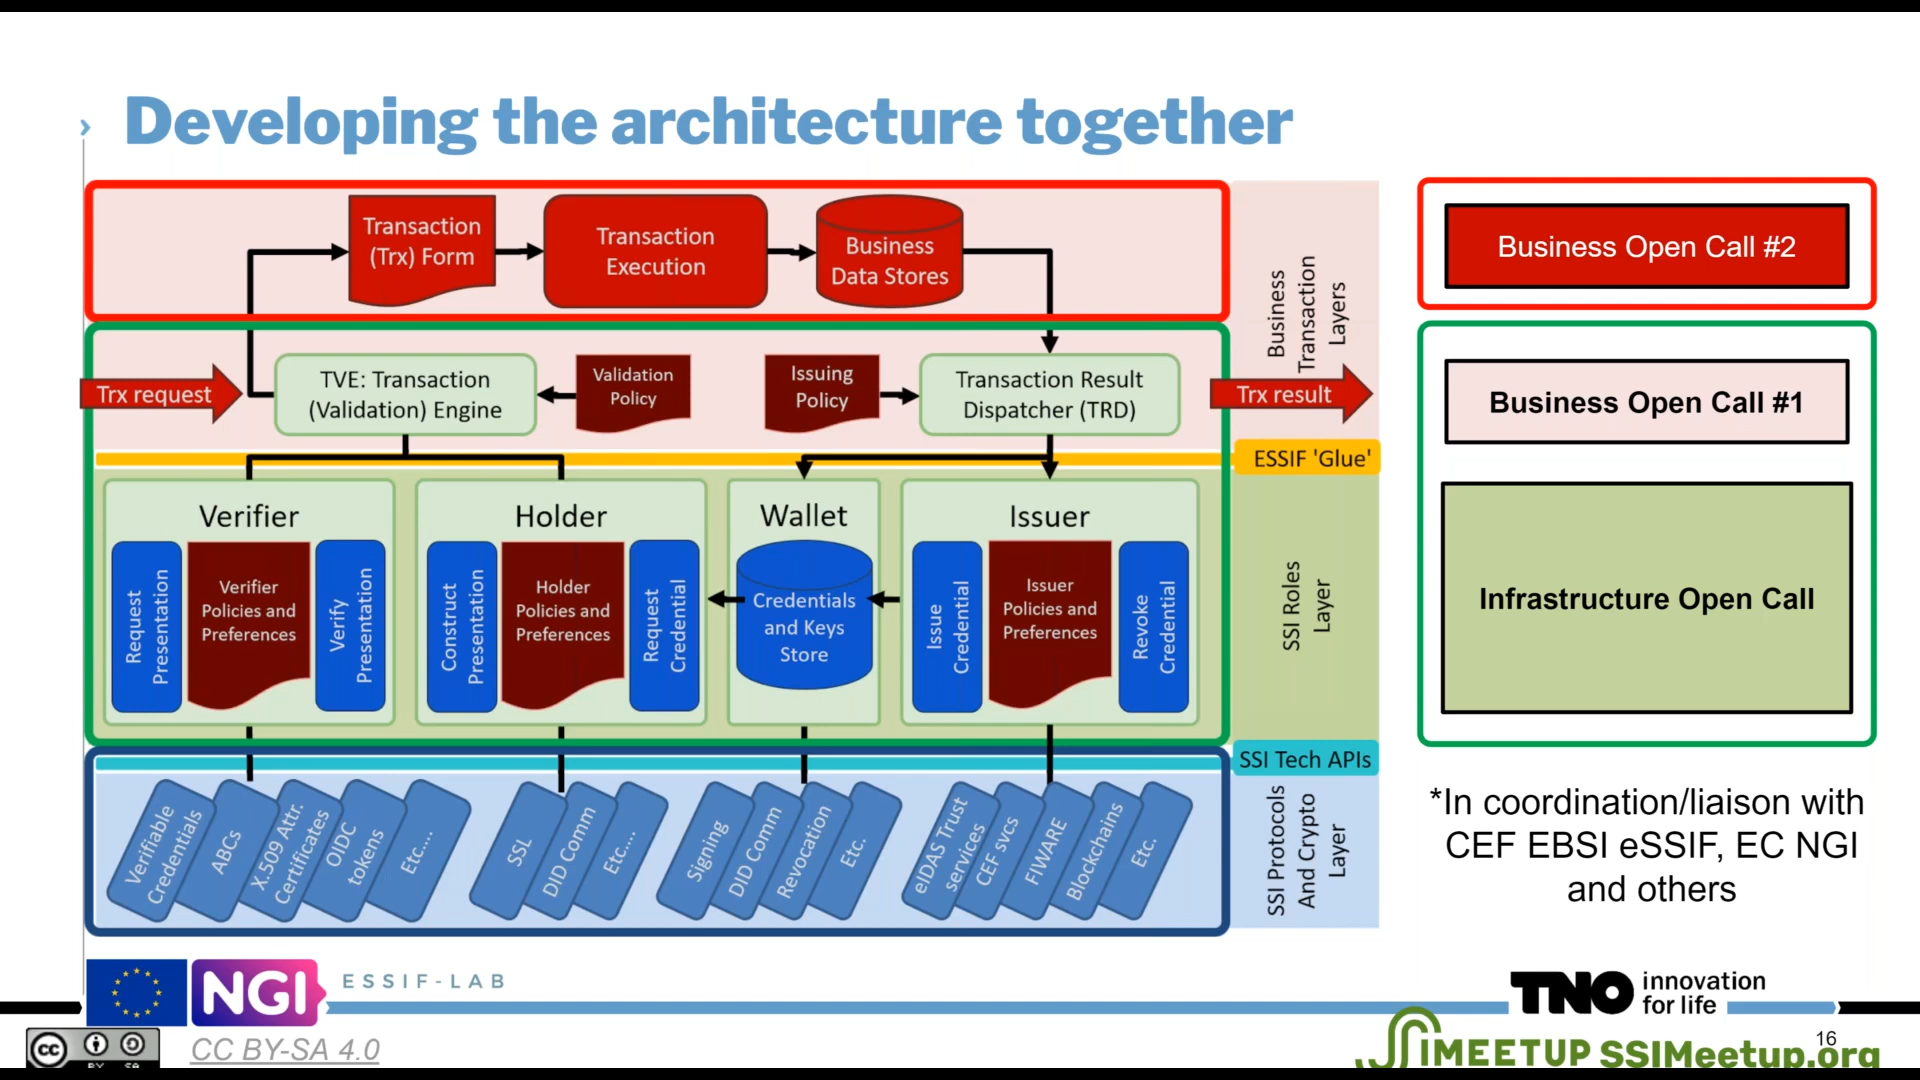 Developing the architecture together
Transaction
(Trx) Form
Transaction
Execution
Business
Data Stores
Business
Transaction
Layers
Business Open Call #2
Trx request
TVE: Transaction
(Validation) Engine
Validation
Policy
Issuing
Policy
Transaction Result
Dispatcher (TRD)
Trx result
Business Open Call #1
ESSIF 'Glue'
Verifier
Request
Presentation
Verifier
Policies and
Preferences
Verify
Presentation
Holder
Construct
Presentation
Holder
Policies and
Preferences
Request
Credential
Wallet
Credentials
and Keys
Store
Issuer
Issue
Credential
Issuer
Policies and
Preferences
Revoke
Credential
SSI Roles
Layer
Infrastructure Open Call
SSI Tech APIs
Verifiable
Credentials
ABCs
X.509 Attr.
Certificates
OIDC
tokens
Etc....
SSL
DID Comm
Etc....
Signing
DID Comm
Revocation
Etc.
eIDAS Trust
services
CEF svcs
FIWARE
Blockchains
Etc.
SSI Protocols
And Crypto
Layer
*In coordination/liaison with
CEF EBSI eSSIF, EC NGI
and others
NGI
ESSIF-LAB
TNO innovation
for life
CC BY-SA 4.0
cc
BY SA
16
SSIMEETUP SSIMeetup.org